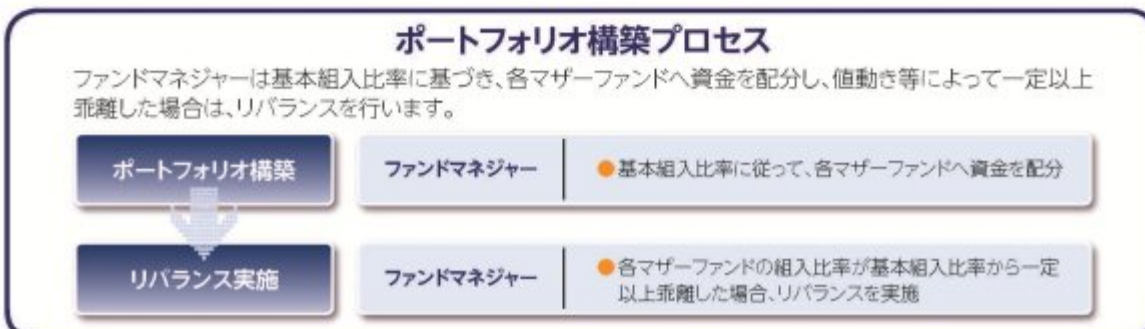 ポートフォリオ構築プロセス
ファンドマネジャーは基本組入比率に基づき、各マザーファンドへ資金を配分し、値動き等によって一定以上
乖離した場合は、リバランスを行います。
ポートフォリオ構築
ファンドマネジャー
●基本組入比率に従って、各マザーファンドへ資金を配分
リバランス実施
ファンドマネジャー
●各マザーファンドの組入比率が基本組入比率から一定
以上乖離した場合、リバランスを実施